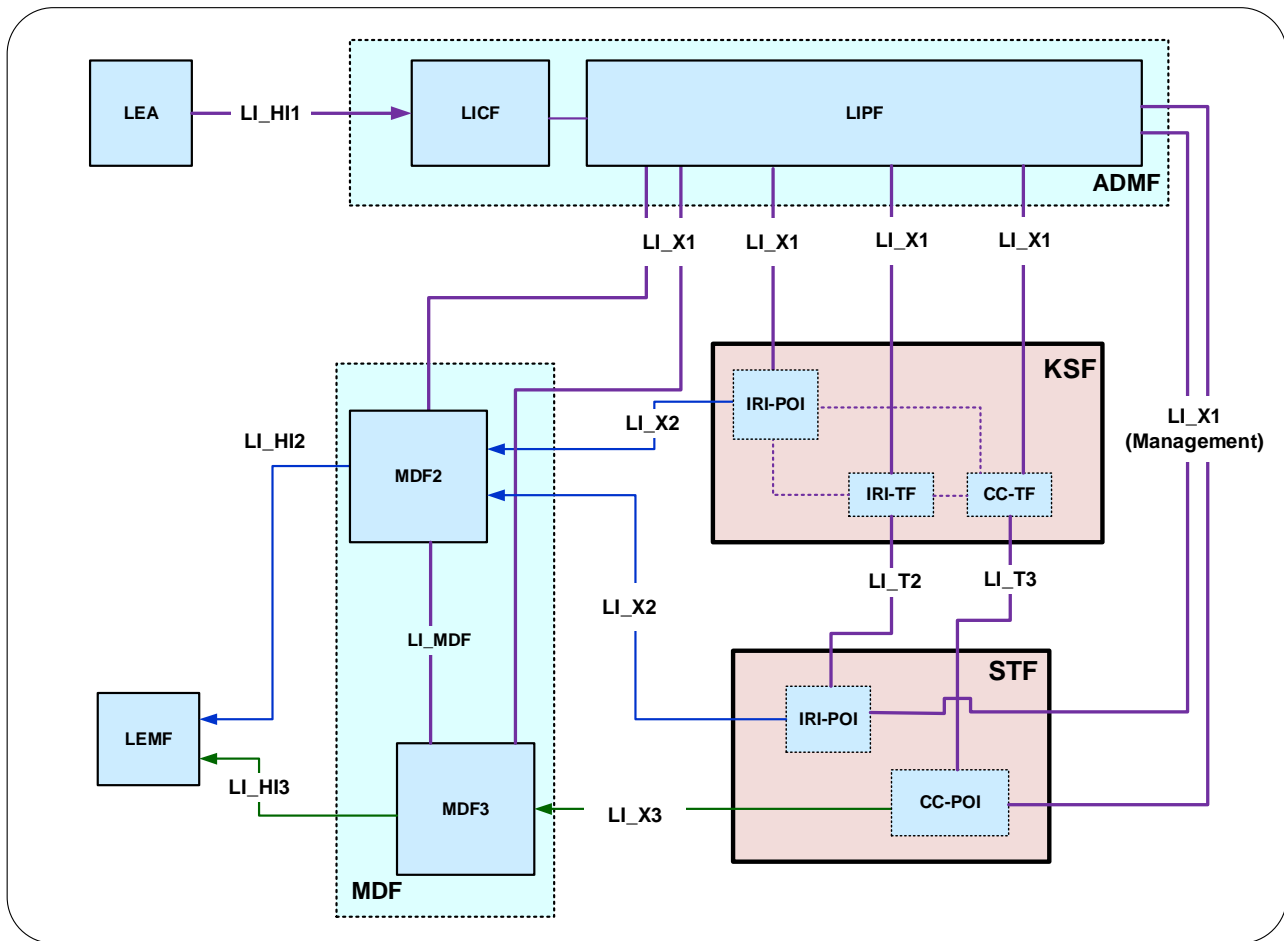 LEA
LI_HI1
LICF
LIPF
ADMF
LI_X1
LI_X1
LI_X1
LI_X1
KSF
IRI-POI
LI_X1
(Management)
LI_X2
LI_HI2
MDF2
IRI-TF
CC-TF
LI_T2
LI_T3
LI_X2
LI_MDF
STF
IRI-POI
LEMF
LI_HI3
MDF3
LI_X3
CC-POI
MDF